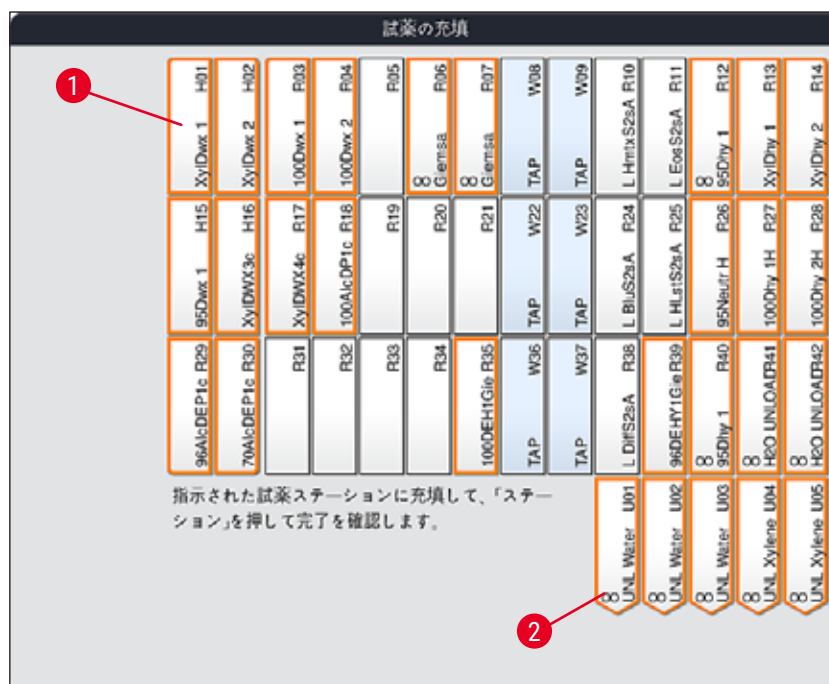 試薬の充填
1
XylDwx 1 H01
XylDwx 2 H02
100Dwx 1 R03
100Dwx 2 R04
R05
∞ Giemsa R06
∞ Giemsa R07
TAP W08
TAP W09
L HmtxS2sA R10
L EosS2sA R11
∞ 95Dhy 1 R12
XylDhy 1 R13
XylDhy 2 R14
95Dwx 1 H15
XylDWX3c H16
XylDWX4c R17
100AlcDP1c R18
R19
R20
R21
TAP W22
TAP W23
L BluS2sA R24
L HLstS2sA R25
95Neutr H R26
100Dhy 1H R27
100Dhy 2H R28
96AlcDEP1c R29
70AlcDEP1c R30
R31
R32
R33
R34
100DEH1Gie R35
TAP W36
TAP W37
L DiffS2sA R38
96DEHY1Gie R39
∞ 95Dhy 1 R40
∞ H2O UNLOAD R41
∞ H2O UNLOAD R42
指示された試薬ステーションに充填して、「ステー
ション」を押して完了を確認します。
∞ UNL Water U01
∞ UNL Water U02
∞ UNL Water U03
∞ UNL Xylene U04
∞ UNL Xylene U05
2